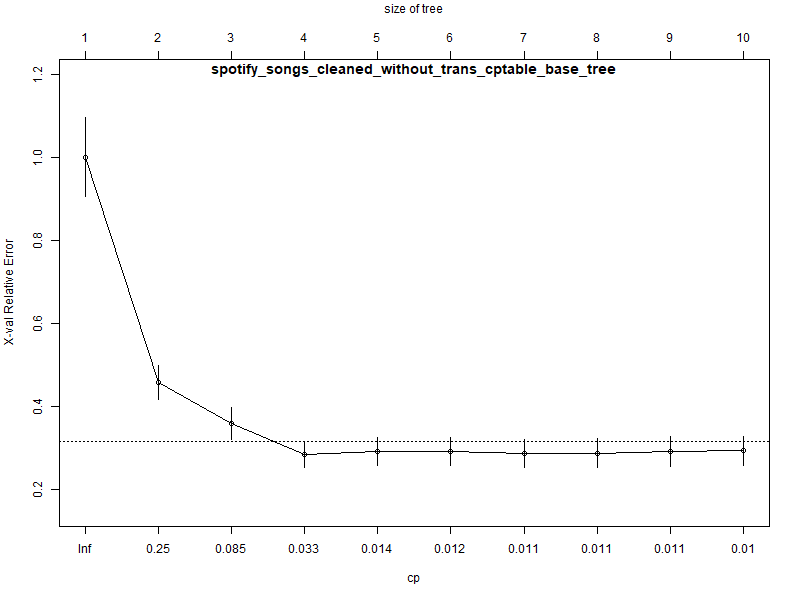 size of tree
1 2 3 4 5 6 7 8 9 10
spotify_songs_cleaned_without_trans_cptable_base_tree
1.2
1.0
0.8
0.6
0.4
0.2
X-val Relative Error
Inf 0.25 0.085 0.033 0.014 0.012 0.011 0.011 0.011 0.01
cp